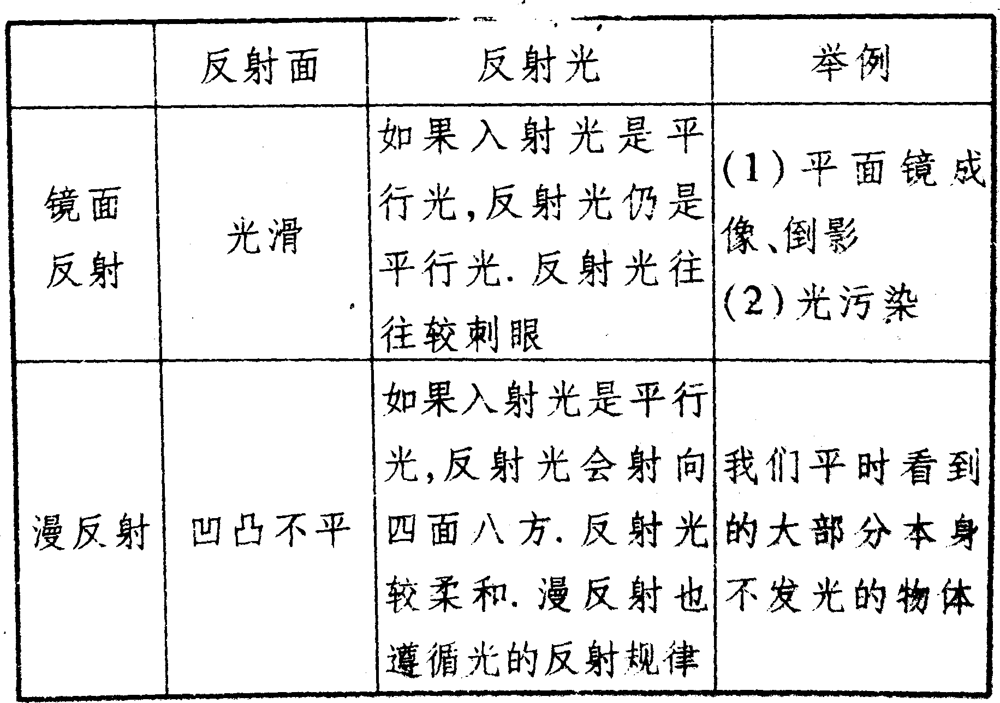 反射面
反射光
举例
镜面
反射
光滑
如果入射光是平
行光,反射光仍是
平行光.反射光往
往较刺眼
(1)平面镜成
像、倒影
(2)光污染
漫反射
凹凸不平
如果入射光是平行
光,反射光会射向
四面八方.反射光
较柔和.漫反射也
遵循光的反射规律
我们平时看到
的大部分本身
不发光的物体